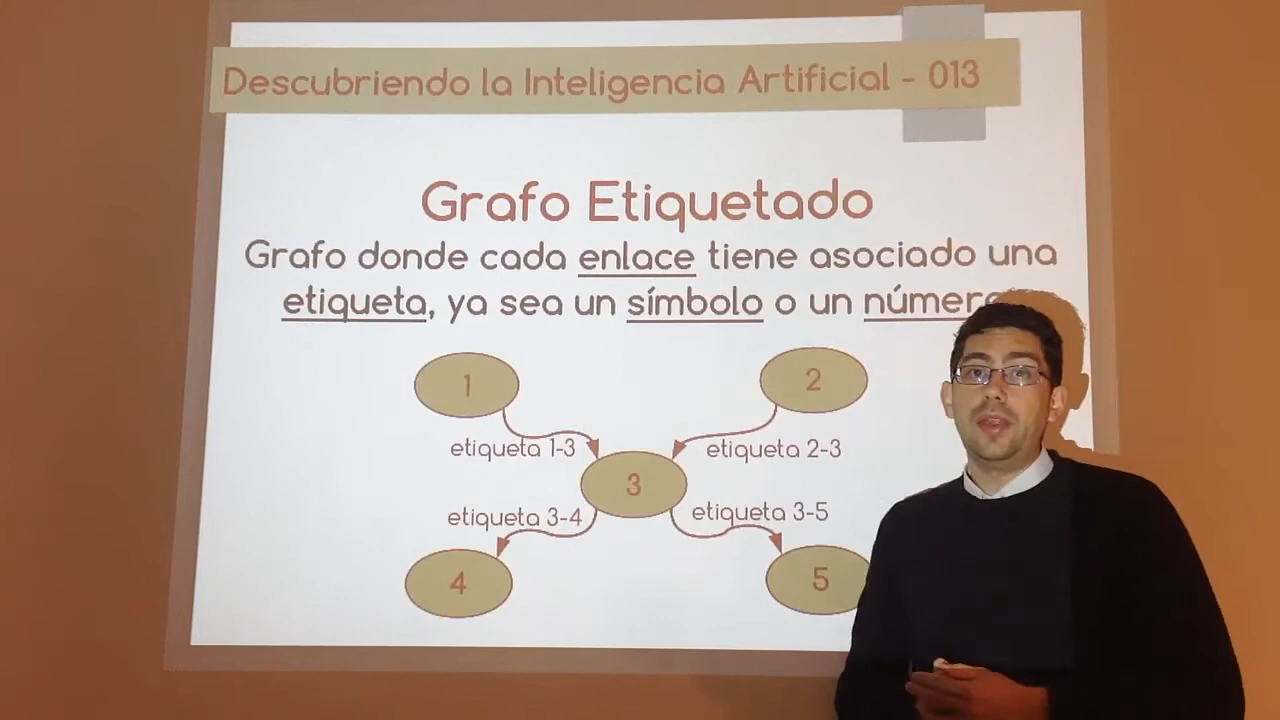 Descubriendo la Inteligencia Artificial - 013
Grafo Etiquetado
Grafo donde cada enlace tiene asociado una
etiqueta, ya sea un símbolo o un número
1
2
etiqueta 1-3
etiqueta 2-3
3
etiqueta 3-4
etiqueta 3-5
4
5